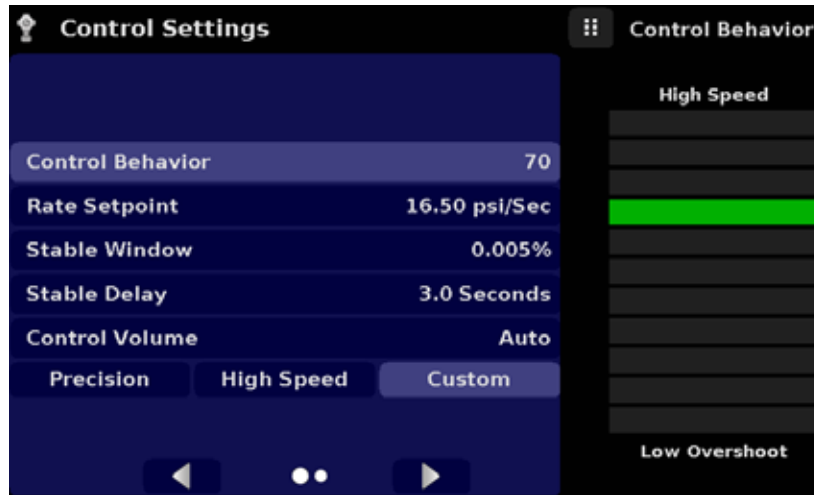 Control Settings
Control Behavior
High Speed
Control Behavior 70
Rate Setpoint 16.50 psi/Sec
Stable Window 0.005%
Stable Delay 3.0 Seconds
Control Volume Auto
Precision High Speed Custom
Low Overshoot